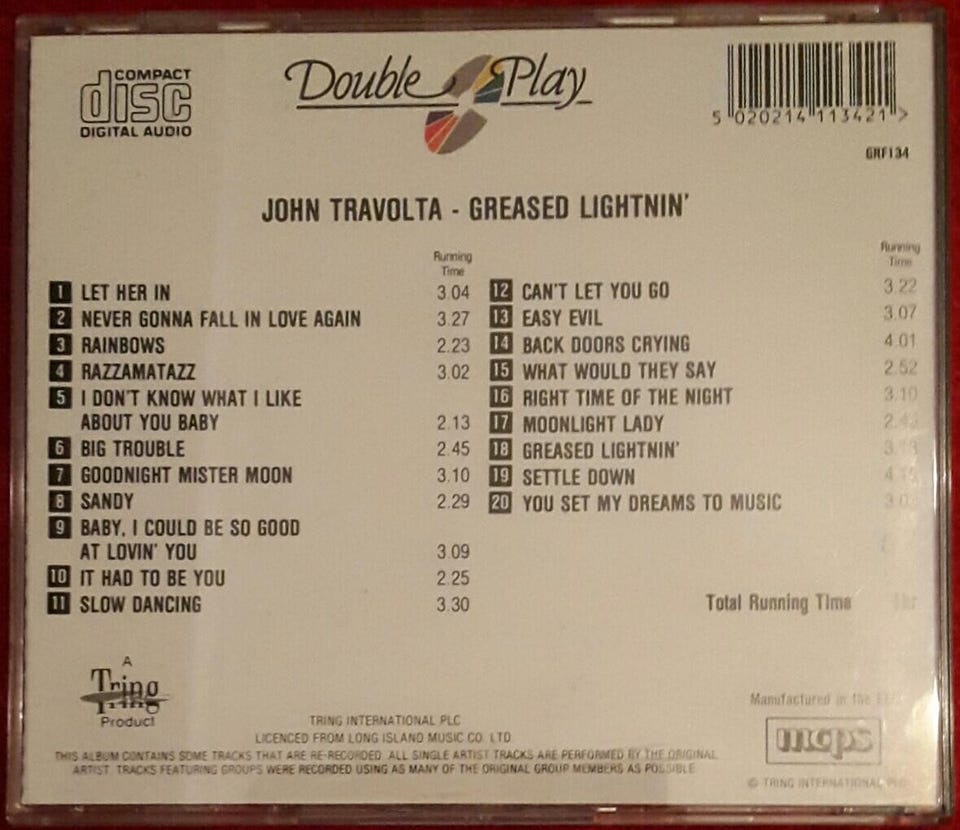 COMPACT
disc
DIGITAL AUDIO
Double Play
5 020214 113421 >
GRF134
JOHN TRAVOLTA - GREASED LIGHTNIN'
Running
Time
1 LET HER IN 3.04
2 NEVER GONNA FALL IN LOVE AGAIN 3.27
3 RAINBOWS 2.23
4 RAZZAMATAZZ 3.02
5 I DON'T KNOW WHAT I LIKE
ABOUT YOU BABY 2.13
6 BIG TROUBLE 2.45
7 GOODNIGHT MISTER MOON 3.10
8 SANDY 2.29
9 BABY, I COULD BE SO GOOD
AT LOVIN' YOU 3.09
10 IT HAD TO BE YOU 2.25
11 SLOW DANCING 3.30
Running
Time
12 CAN'T LET YOU GO 3.22
13 EASY EVIL 3.07
14 BACK DOORS CRYING 4.01
15 WHAT WOULD THEY SAY 2.52
16 RIGHT TIME OF THE NIGHT 3.10
17 MOONLIGHT LADY
18 GREASED LIGHTNIN'
19 SETTLE DOWN
20 YOU SET MY DREAMS TO MUSIC
Total Running Time
A
Tring
Product
TRING INTERNATIONAL PLC
LICENCED FROM LONG ISLAND MUSIC CO. LTD.
THIS ALBUM CONTAINS SOME TRACKS THAT ARE RE-RECORDED. ALL SINGLE ARTIST TRACKS ARE PERFORMED BY THE ORIGINAL
ARTIST. TRACKS FEATURING GROUPS WERE RECORDED USING AS MANY OF THE ORIGINAL GROUP MEMBERS AS POSSIBLE.
Manufactured in the
mcps
© TRING INTERNATIONAL PLC